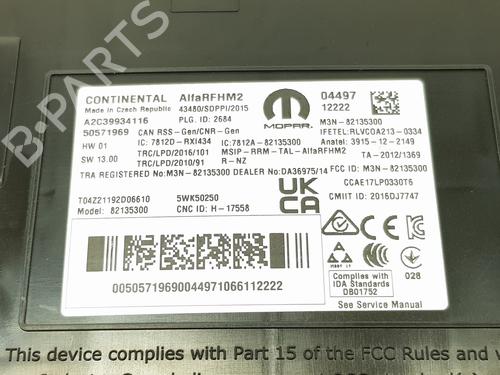 CONTINENTAL AlfaRFHM2 04497
Made in Czech Republic 43480/SDPPI/2015 12222
A2C39934116 PLG. ID: 2684 MOPAR
50571969 CAN RSS-Gen/CNR-Gen M3N-82135300
HW 01 IC: 7812D-RXI434 IC:7812A-82135300 IFETEL:RLVCOA213-0334
SW 13.00 TRC/LPD/2016/101 MSIP-RRM-TAL-AlfaRFHM2 Anatel: 3915-12-2149
TRC/LPD/2010/91 R-NZ TA-2012/1369
TRA REGISTERED No:M3N-82135300 DEALER No:DA36975/14 FCC ID: M3N-82135300
CCAE17LP0330T6
T04Z21192D06610 5WK50250 CMIIT ID: 2016DJ7747
Model: 82135300 CNC ID: H-17558
UK
CA
Complies with
IDA Standards
DB01752
028
00505719690044971066112222
See Service Manual
This device complies with Part 15 of the FCC Rules and